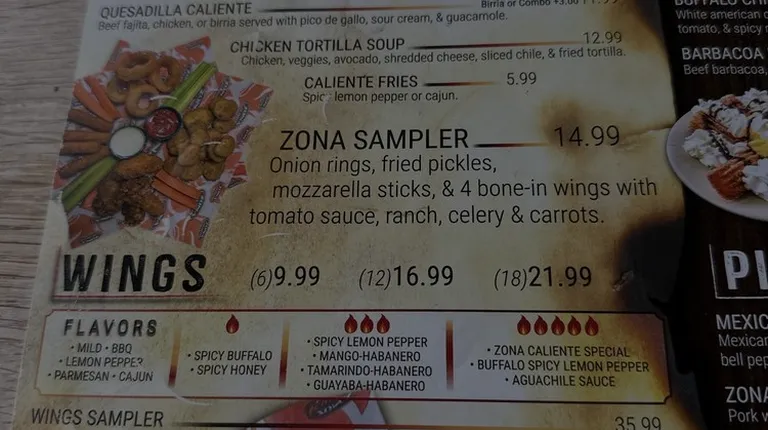 QUESADILLA CALIENTE
Birria or Combo +3.00
Beef fajita, chicken, or birria served with pico de gallo, sour cream, & guacamole.
CHICKEN TORTILLA SOUP 12.99
Chicken, veggies, avocado, shredded cheese, sliced chile, & fried tortilla.
CALIENTE FRIES 5.99
Spicy lemon pepper or cajun.
ZONA SAMPLER 14.99
Onion rings, fried pickles,
mozzarella sticks, & 4 bone-in wings with
tomato sauce, ranch, celery & carrots.
WINGS (6)9.99 (12)16.99 (18)21.99
FLAVORS
• MILD • BBQ
• LEMON PEPPER
• PARMESAN • CAJUN
• SPICY BUFFALO
• SPICY HONEY
• SPICY LEMON PEPPER
• MANGO-HABANERO
• TAMARINDO-HABANERO
• GUAYABA-HABANERO
• ZONA CALIENTE SPECIAL
• BUFFALO SPICY LEMON PEPPER
• AGUACHILE SAUCE
WINGS SAMPLER 35.99
White american
tomato, & spicy
BARBACOA
Beef barbacoa,
MEXIC
Mexican
bell pep
ZONA
Pork